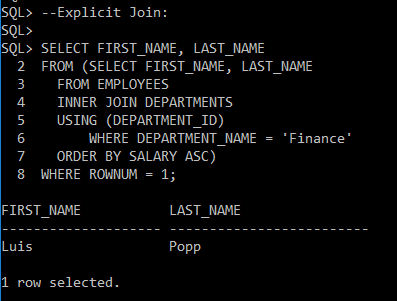 SQL> --Explicit Join:
SQL>
SQL> SELECT FIRST_NAME, LAST_NAME
  2  FROM (SELECT FIRST_NAME, LAST_NAME
  3    FROM EMPLOYEES
  4    INNER JOIN DEPARTMENTS
  5    USING (DEPARTMENT_ID)
  6        WHERE DEPARTMENT_NAME = 'Finance'
  7    ORDER BY SALARY ASC)
  8  WHERE ROWNUM = 1;

FIRST_NAME           LAST_NAME
-------------------- -------------------------
Luis                 Popp

1 row selected.